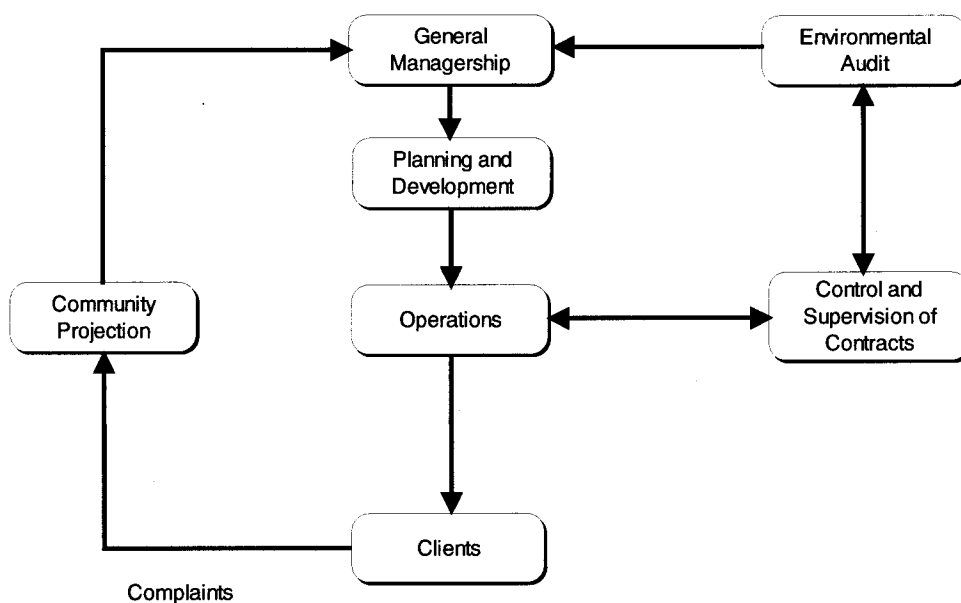 General
Managership
Environmental
Audit
Planning and
Development
Community
Projection
Operations
Control and
Supervision of
Contracts
Clients
Complaints